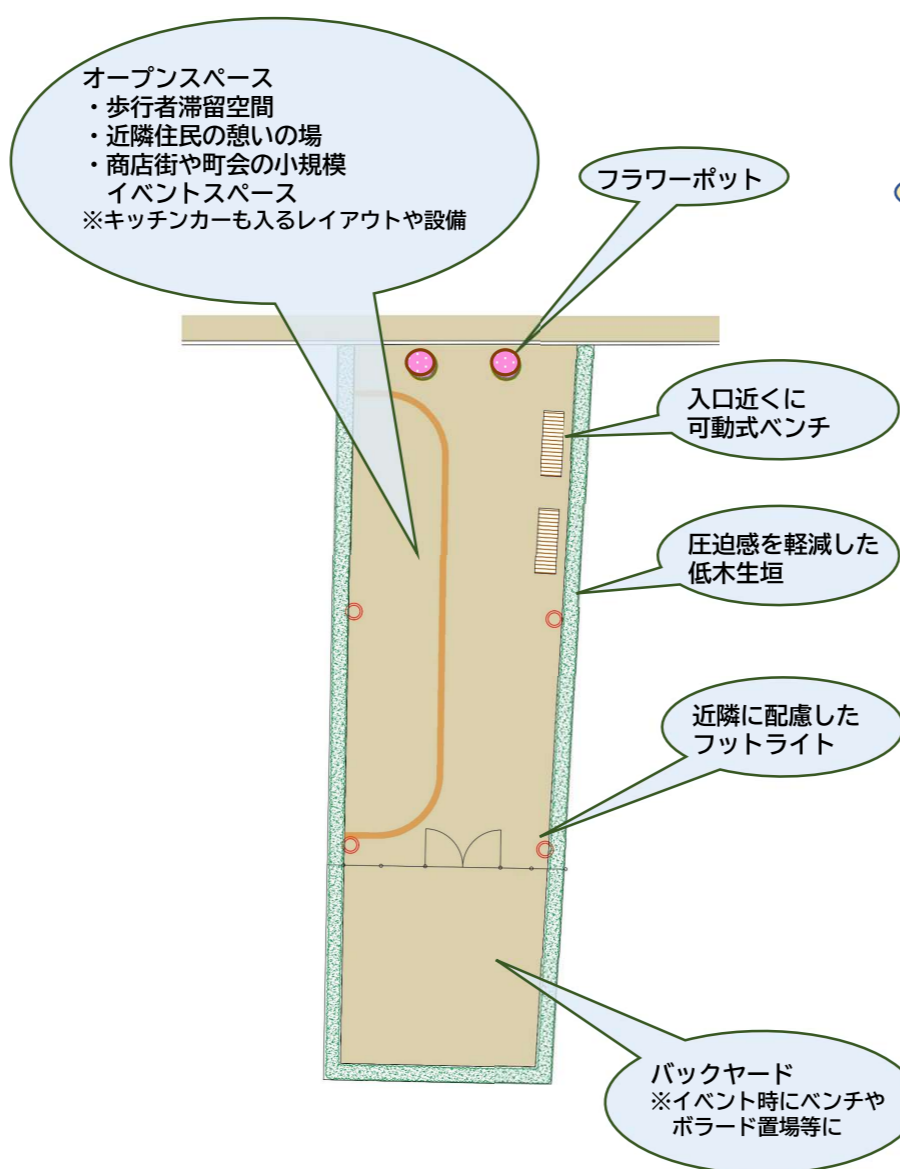 オープンスペース
・歩行者滞留空間
・近隣住民の憩いの場
・商店街や町会の小規模
イベントスペース
※キッチンカーも入るレイアウトや設備
フラワーポット
入口近くに
可動式ベンチ
圧迫感を軽減した
低木生垣
近隣に配慮した
フットライト
バックヤード
※イベント時にベンチや
ボラード置場等に